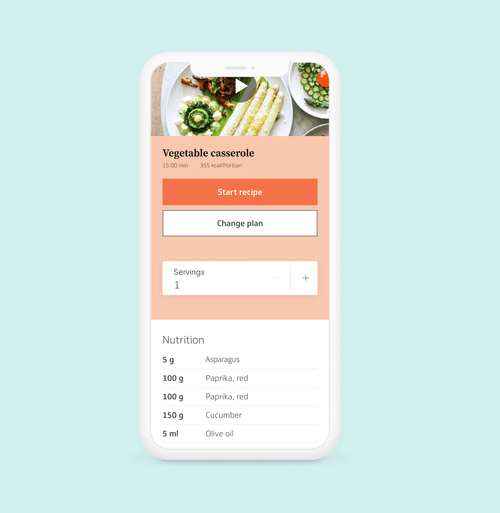 Vegetable casserole
15:00 min 355 kcal/Portion
Start recipe
Change plan
Servings
1
Nutrition
5 g Asparagus
100 g Paprika, red
100 g Paprika, red
150 g Cucumber
5 ml Olive oil